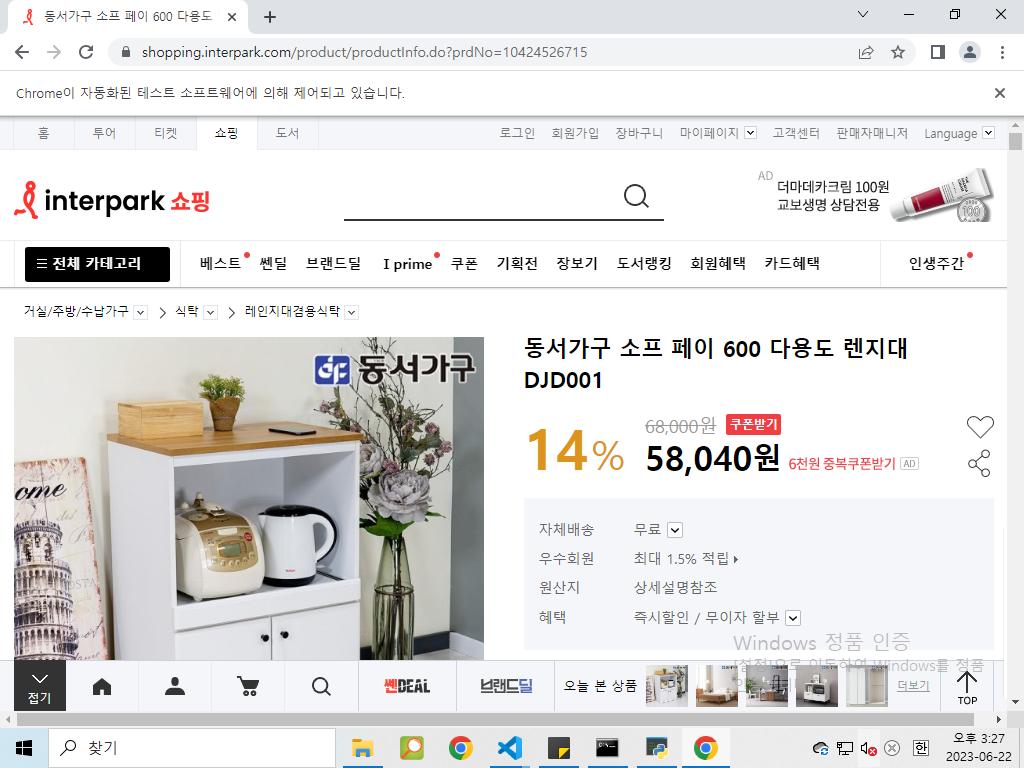 동서가구 소프 페이 600 다용도
shopping.interpark.com/product/productInfo.do?prdNo=10424526715
Chrome이 자동화된 테스트 소프트웨어에 의해 제어되고 있습니다.
홈 투어 티켓 쇼핑 도서 로그인 회원가입 장바구니 마이페이지 고객센터 판매자매니저 Language
interpark 쇼핑
AD
더마데카크림 100원
교보생명 상담전용
100
전체 카테고리 베스트 쎈딜 브랜드딜 I prime 쿠폰 기획전 장보기 도서랭킹 회원혜택 카드혜택 인생주간
거실/주방/수납가구 식탁 레인지대겸용식탁
동서가구
ome
동서가구 소프 페이 600 다용도 렌지대
DJD001
14%
68,000원 쿠폰받기
58,040원 6천원 중복쿠폰받기 AD
자체배송 무료
우수회원 최대 1.5% 적립
원산지 상세설명참조
혜택 즉시할인 / 무이자 할부
Windows 정품 인증
[설정]으로 이동하여 Windows를 정품
접기
쎈DEAL
브랜드딜
오늘 본 상품
더보기
TOP
찾기
한
오후 3:27
2023-06-22